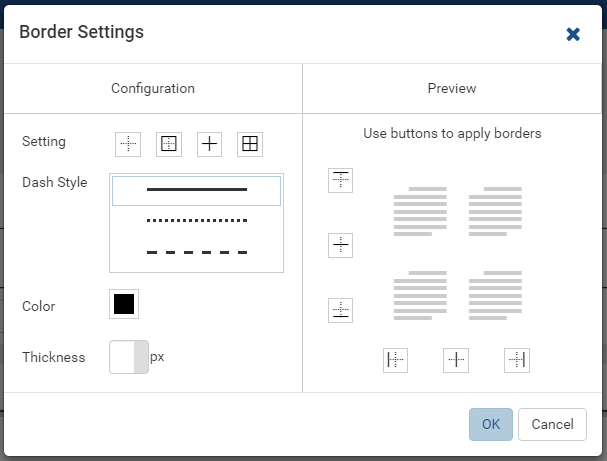 Border Settings
Configuration
Preview
Setting
Use buttons to apply borders
Dash Style
Color
Thickness
px
OK
Cancel